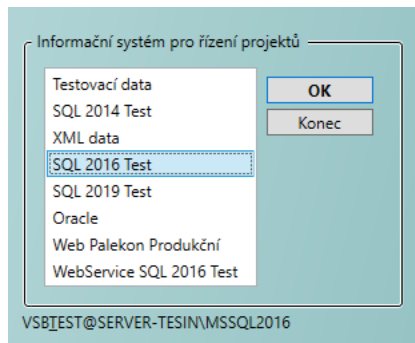 Informační systém pro řízení projektů
Testovací data
SQL 2014 Test
XML data
SQL 2016 Test
SQL 2019 Test
Oracle
Web Palekon Produkční
WebService SQL 2016 Test
OK
Konec
VSBTEST@SERVER-TESIN\MSSQL2016